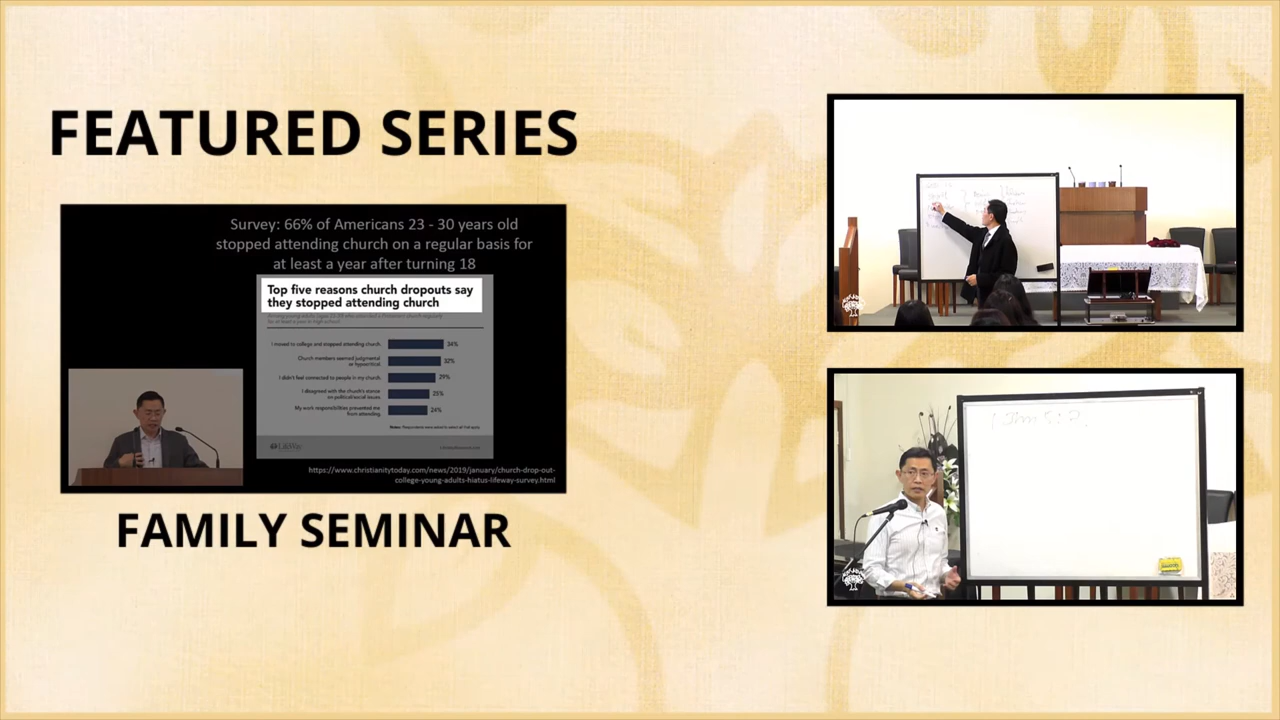 FEATURED SERIES
Survey: 66% of Americans 23 - 30 years old
stopped attending church on a regular basis for
at least a year after turning 18
Top five reasons church dropouts say
they stopped attending church
I moved to college and stopped attending church. 34%
Church members seemed judgmental
or hypocritical 32%
I didn't feel connected to people in my church. 29%
I disagreed with the church's stance
on political/social issues 25%
My work responsibilities prevented me
from attending. 24%
LifeWay
https://www.christianitytoday.com/news/2019/january/church-drop-out-
college-young-adults-hiatus-lifeway-survey.html
FAMILY SEMINAR